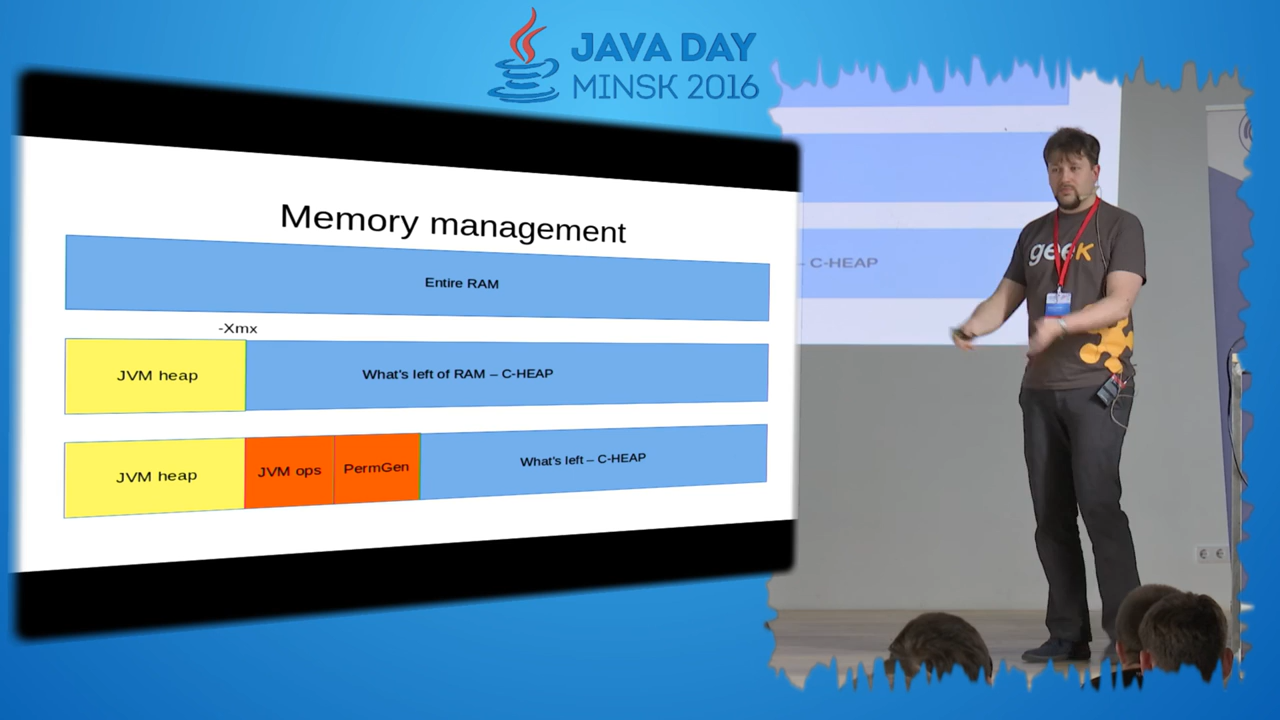 JAVA DAY
MINSK 2016
Memory management
Entire RAM
-Xmx
JVM heap
What's left of RAM – C-HEAP
JVM heap
JVM ops
PermGen
What's left – C-HEAP
– C-HEAP
geek